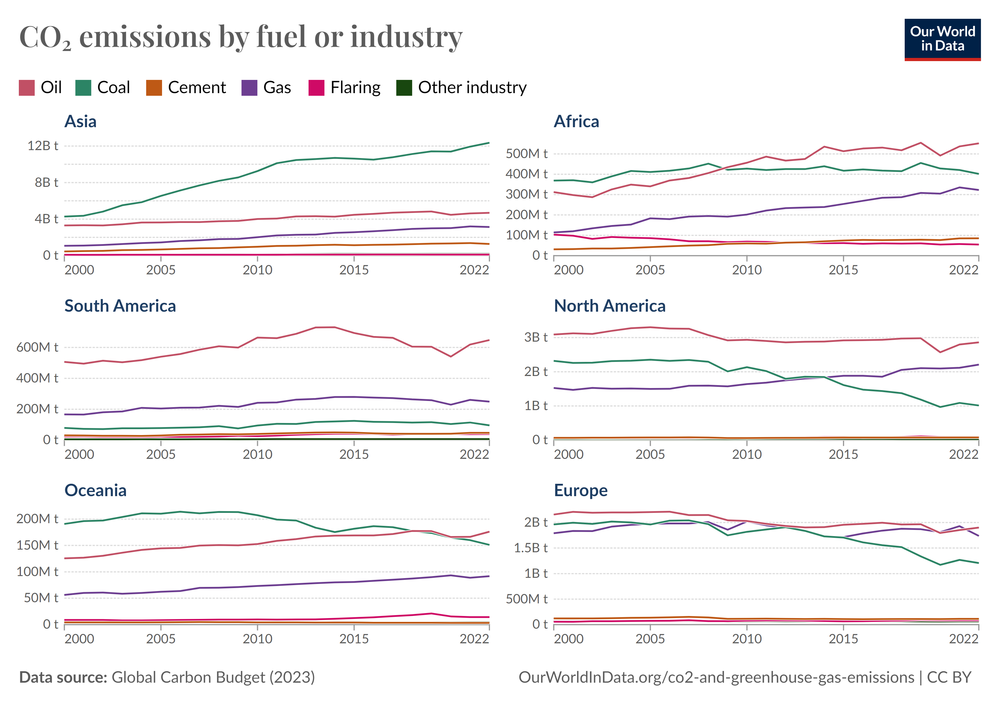 CO₂ emissions by fuel or industry
Our World
in Data
Oil Coal Cement Gas Flaring Other industry
Asia
12B t
8B t
4B t
0 t
2000 2005 2010 2015 2022
Africa
500M t
400M t
300M t
200M t
100M t
0 t
2000 2005 2010 2015 2022
South America
600M t
400M t
200M t
0 t
2000 2005 2010 2015 2022
North America
3B t
2B t
1B t
0 t
2000 2005 2010 2015 2022
Oceania
200M t
150M t
100M t
50M t
0 t
2000 2005 2010 2015 2022
Europe
2B t
1.5B t
1B t
500M t
0 t
2000 2005 2010 2015 2022
Data source: Global Carbon Budget (2023)
OurWorldInData.org/co2-and-greenhouse-gas-emissions | CC BY